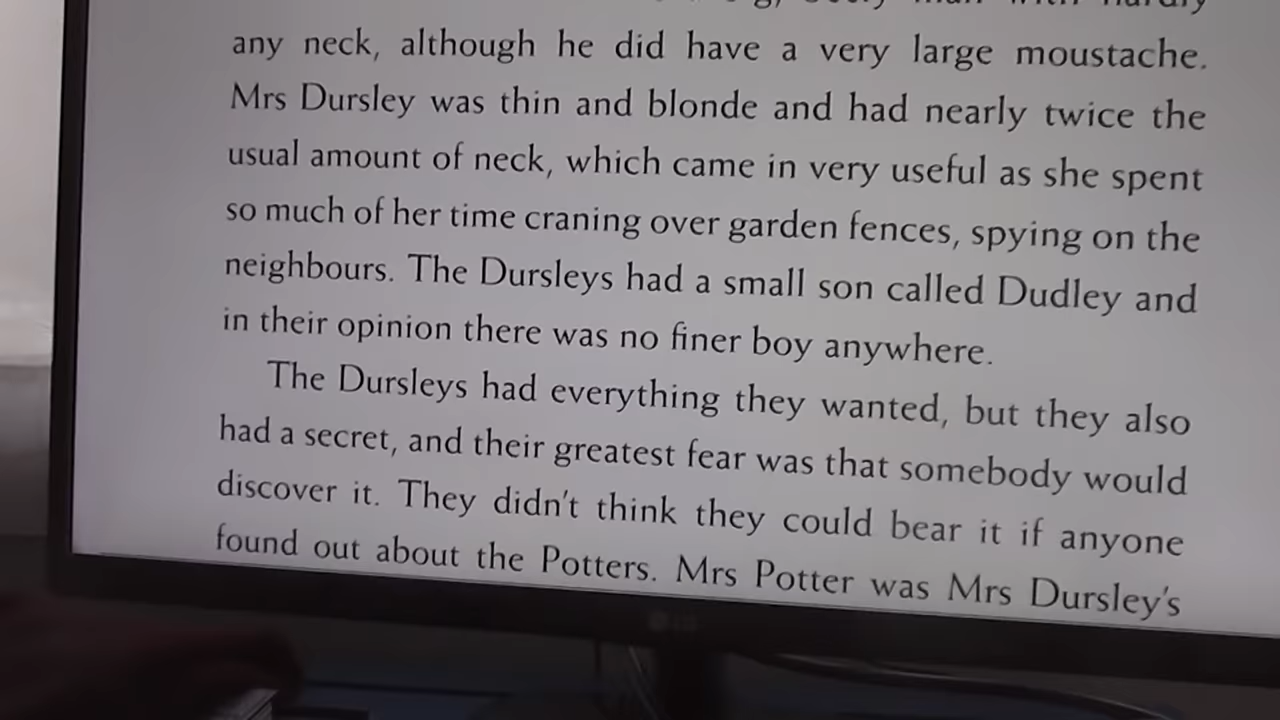 man with hardly
any neck, although he did have a very large moustache.
Mrs Dursley was thin and blonde and had nearly twice the
usual amount of neck, which came in very useful as she spent
so much of her time craning over garden fences, spying on the
neighbours. The Dursleys had a small son called Dudley and
in their opinion there was no finer boy anywhere.
The Dursleys had everything they wanted, but they also
had a secret, and their greatest fear was that somebody would
discover it. They didn't think they could bear it if anyone
found out about the Potters. Mrs Potter was Mrs Dursley's
LG